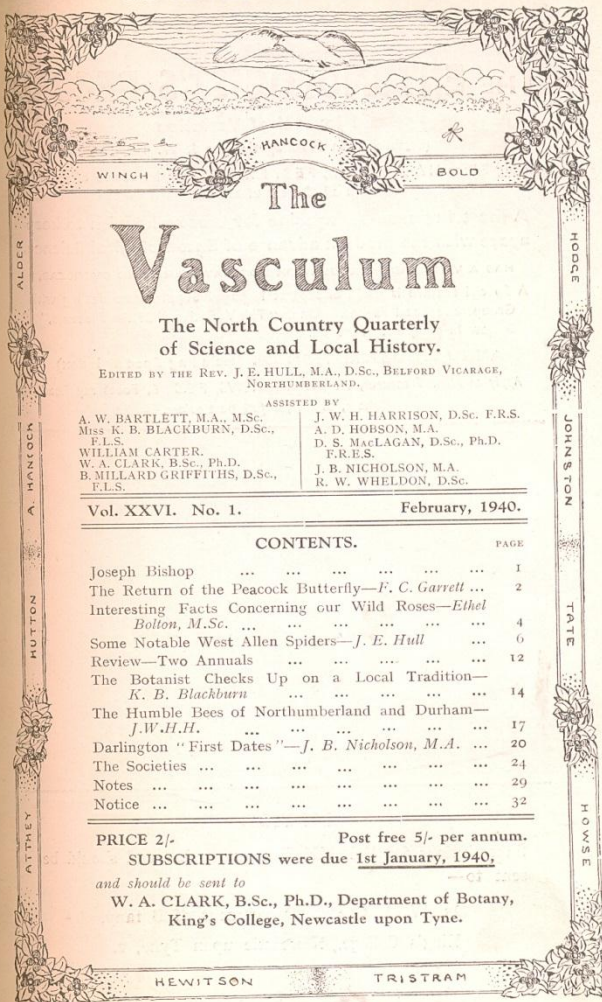 HANCOCK
WINCH
BOLD
ALDER
A. HANCOCK
HUTTON
ATTHEY
HODGE
JOHNSTON
TATE
HOWSE
The
Vasculum
The North Country Quarterly
of Science and Local History.
EDITED BY THE REV. J. E. HULL, M.A., D.Sc., BELFORD VICARAGE,
NORTHUMBERLAND.
ASSISTED BY
A. W. BARTLETT, M.A., M.Sc.
MISS K. B. BLACKBURN, D.Sc.,
F.L.S.
WILLIAM CARTER.
W. A. CLARK, B.Sc., Ph.D.
B. MILLARD GRIFFITHS, D.Sc.,
F.L.S.
J. W. H. HARRISON, D.Sc. F.R.S.
A. D. HOBSON, M.A.
D. S. MACLAGAN, D.Sc., Ph.D.
F.R.E.S.
J. B. NICHOLSON, M.A.
R. W. WHELDON, D.Sc.
Vol. XXVI. No. 1. February, 1940.
CONTENTS. PAGE
Joseph Bishop ... ... ... ... ... ... 1
The Return of the Peacock Butterfly—F. C. Garrett ... 2
Interesting Facts Concerning our Wild Roses—Ethel
Bolton, M.Sc. ... ... ... ... ... ... 4
Some Notable West Allen Spiders—J. E. Hull ... 6
Review—Two Annuals ... ... ... ... ... 12
The Botanist Checks Up on a Local Tradition—
K. B. Blackburn ... ... ... ... ... 14
The Humble Bees of Northumberland and Durham—
J.W.H.H. ... ... ... ... ... ... 17
Darlington "First Dates"—J. B. Nicholson, M.A. ... 20
The Societies ... ... ... ... ... ... ... 24
Notes ... ... ... ... ... ... ... ... 29
Notice ... ... ... ... ... ... ... ... 32
PRICE 2/- Post free 5/- per annum.
SUBSCRIPTIONS were due 1st January, 1940,
and should be sent to
W. A. CLARK, B.Sc., Ph.D., Department of Botany,
King's College, Newcastle upon Tyne.
HEWITSON
TRISTRAM